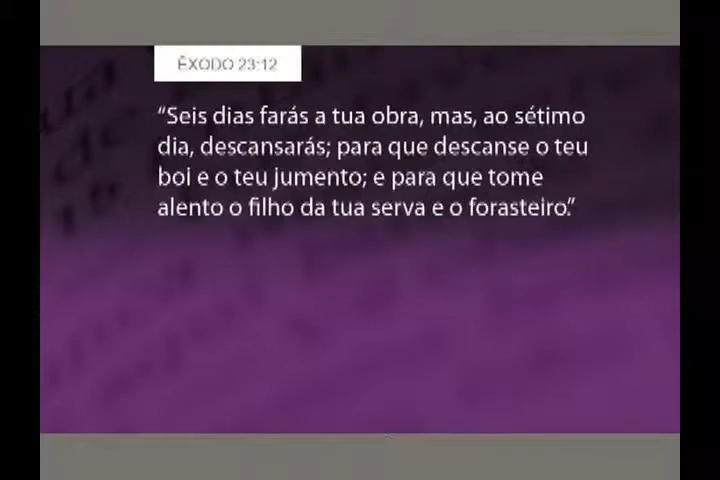 ÊXODO 23:12
“Seis dias farás a tua obra, mas, ao sétimo
dia, descansarás; para que descanse o teu
boi e o teu jumento; e para que tome
alento o filho da tua serva e o forasteiro.”